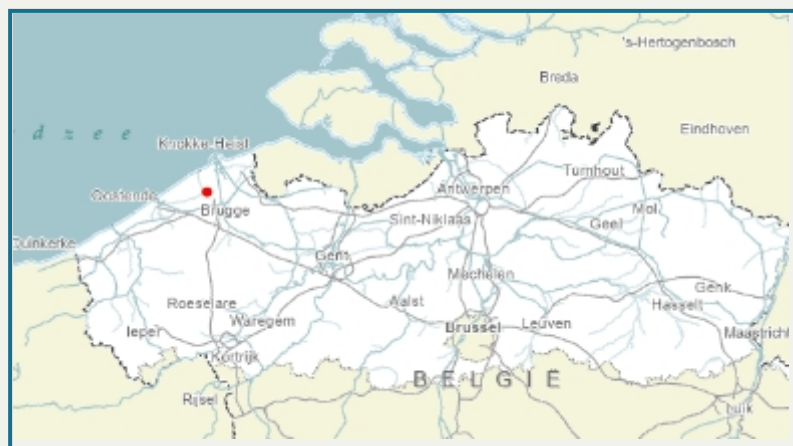 's-Hertogenbosch
Breda
Eindhoven
d z e e
Knokke-Heist
Turnhout
Oostende
Antwerpen
Mol
Brugge
Sint-Niklaas
Geel
Duinkerke
Gent
Mechelen
Genk
Roeselare
Aalst
Hasselt
Ieper
Waregem
Brussel
Leuven
Maastricht
Kortrijk
BELGIË
Rijsel
Luik